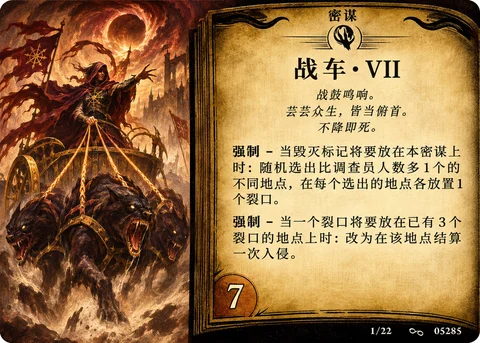 密谋
战车·VII
战鼓鸣响。
芸芸众生，皆当俯首。
不降即死。
强制 – 当毁灭标记将要放在本密谋上
时：随机选出比调查员人数多1个的
不同地点，在每个选出的地点各放置1
个裂口。
强制 – 当一个裂口将要放在已有3个
裂口的地点上时：改为在该地点结算
一次入侵。
7
1/22 05285